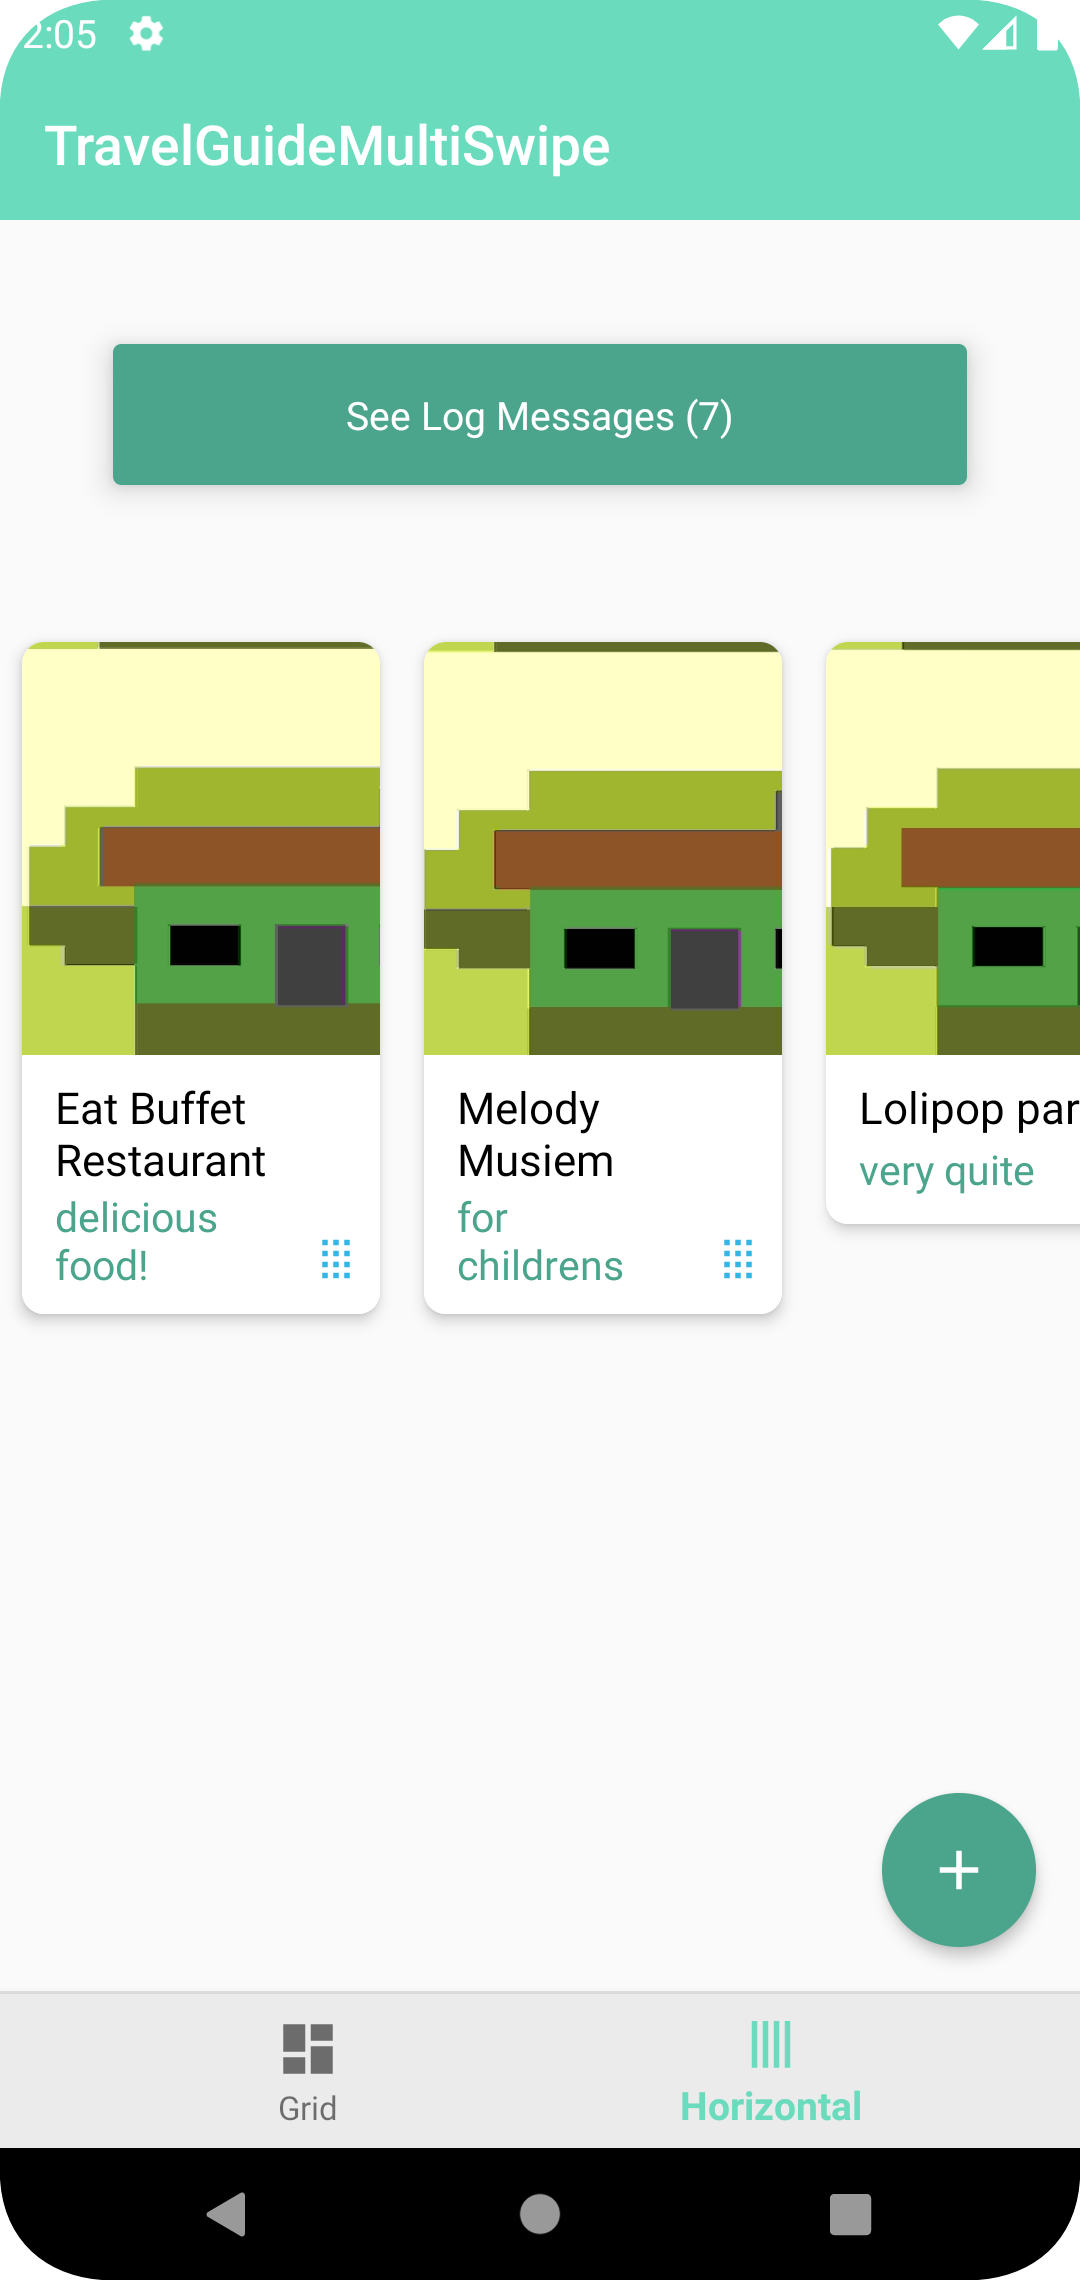 2:05
TravelGuideMultiSwipe
See Log Messages (7)
Eat Buffet
Restaurant
delicious
food!
Melody
Musiem
for
childrens
Lolipop par
very quite
Grid
Horizontal